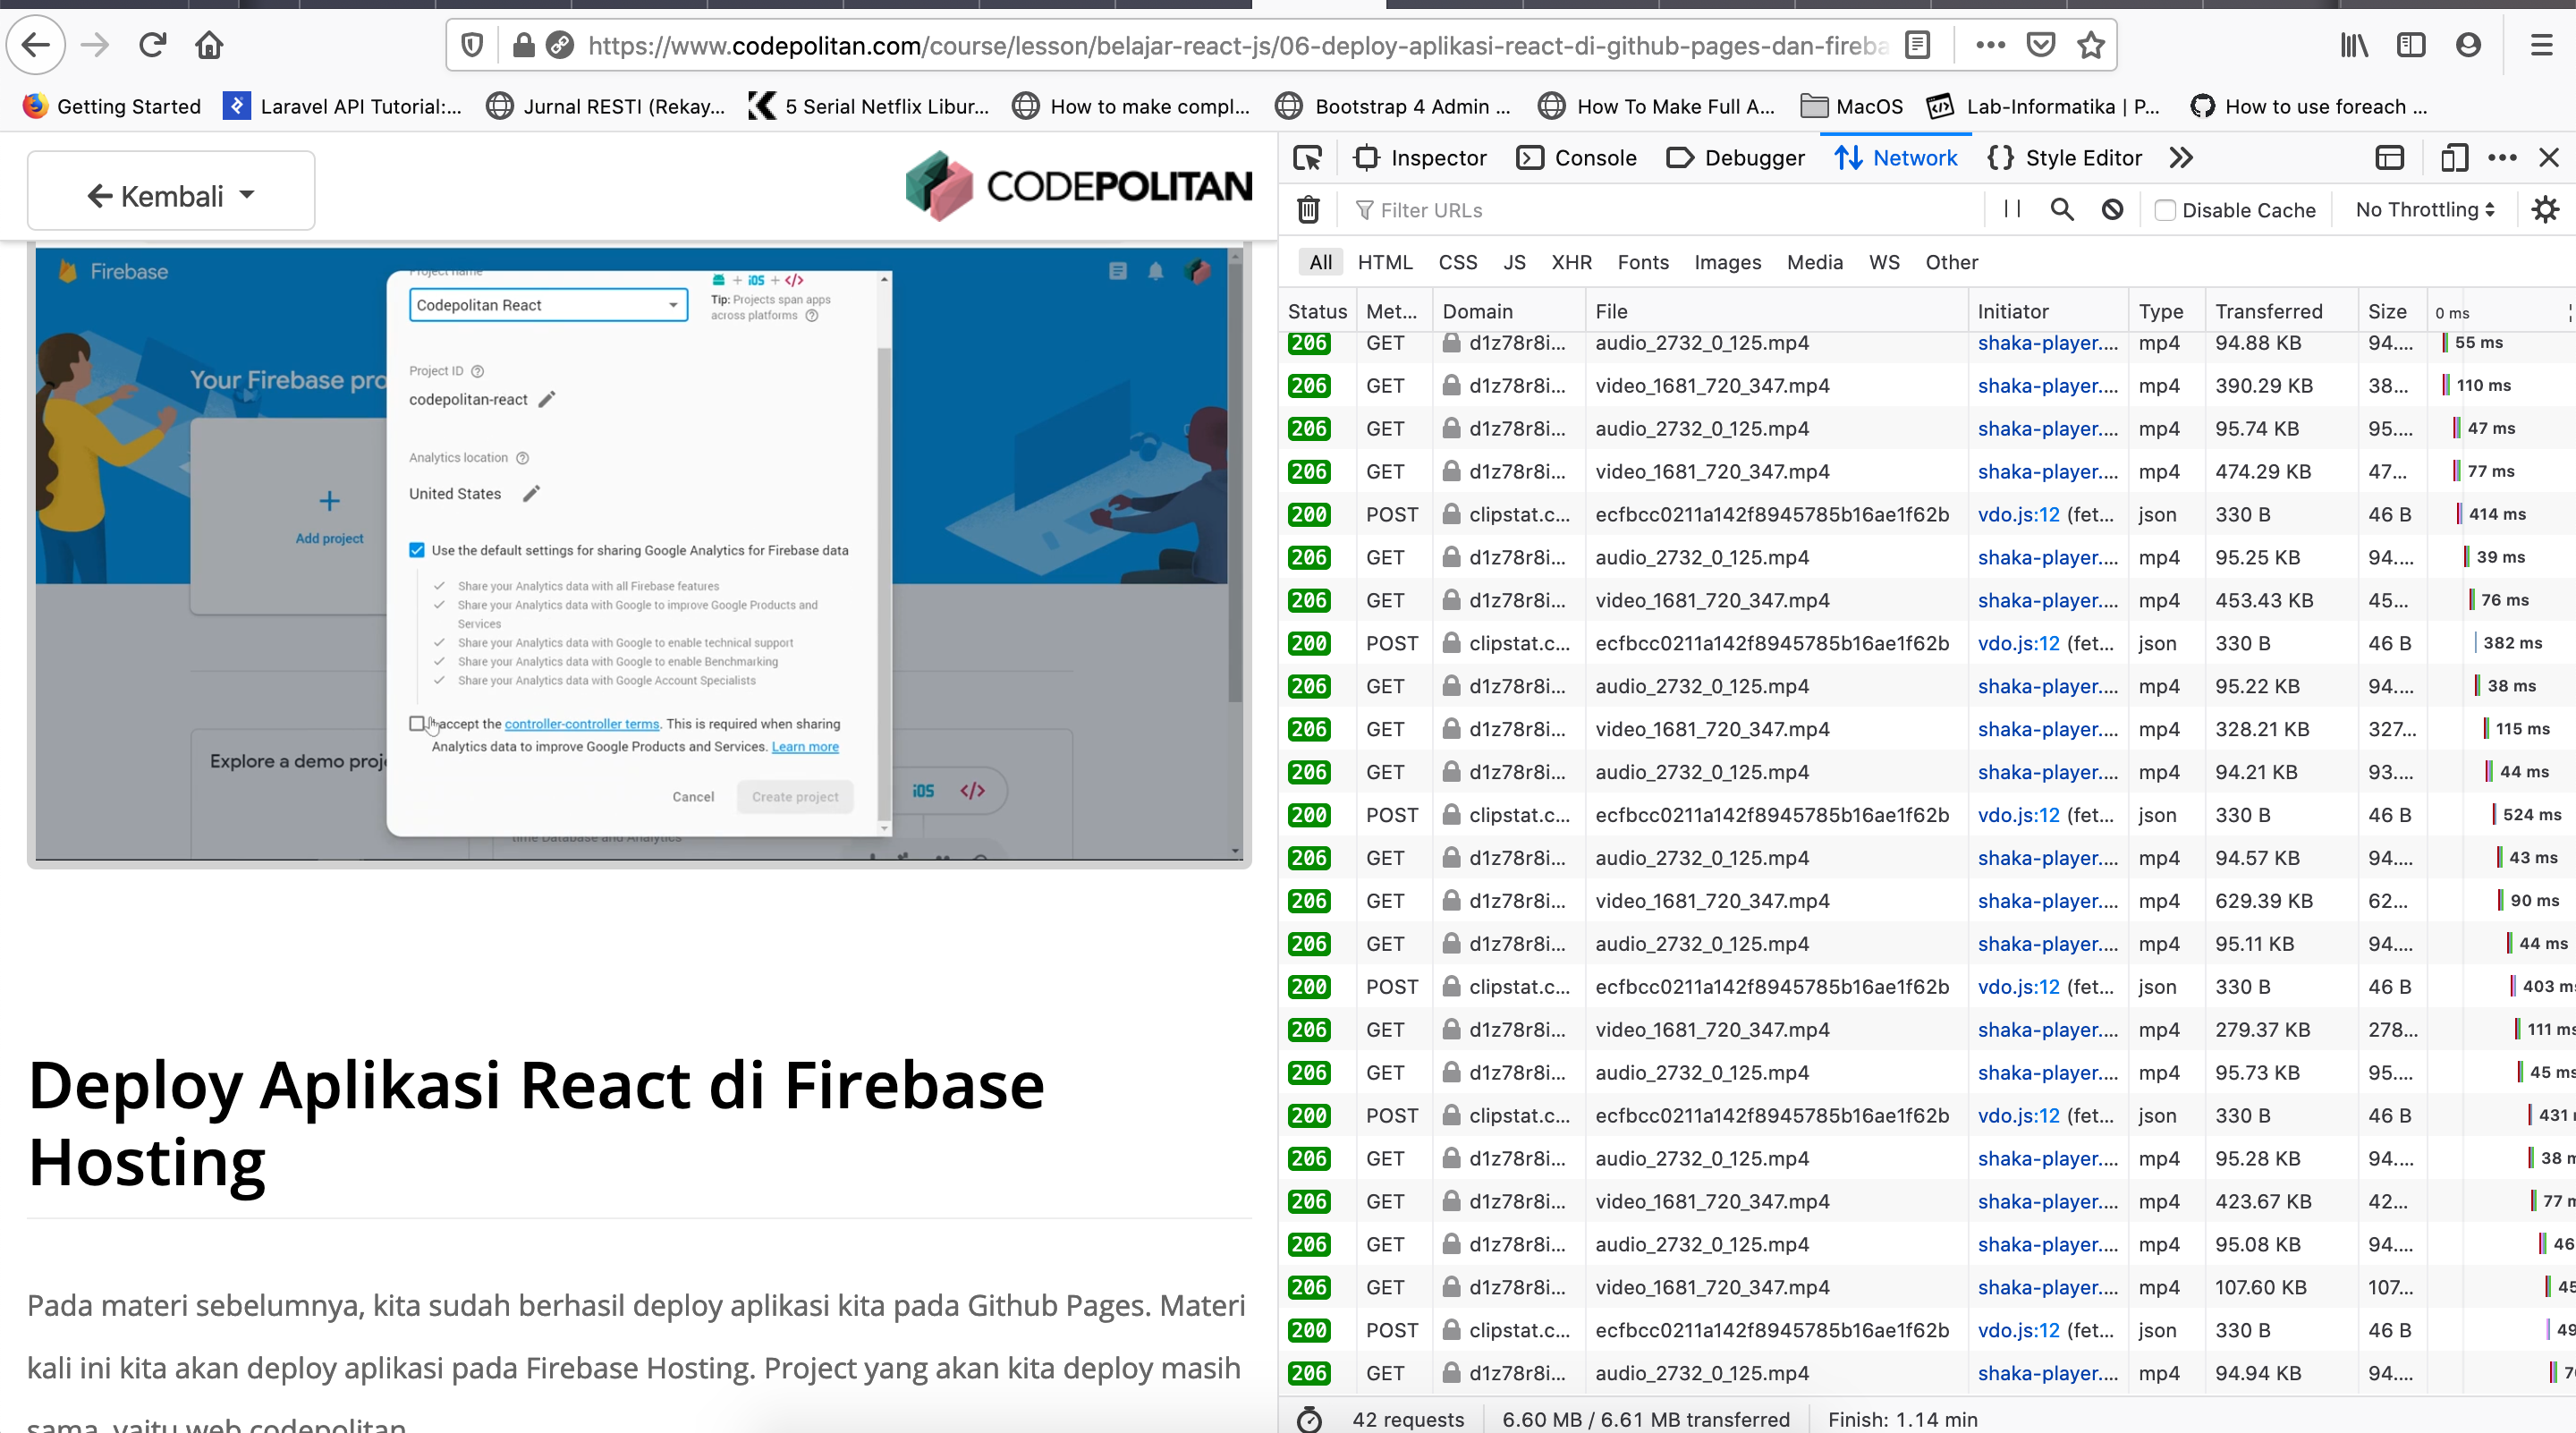 https://www.codepolitan.com/course/lesson/belajar-react-js/06-deploy-aplikasi-react-di-github-pages-dan-fireba
Getting Started
Laravel API Tutorial:...
Jurnal RESTI (Rekay...
5 Serial Netflix Libur...
How to make compl...
Bootstrap 4 Admin ...
How To Make Full A...
MacOS
Lab-Informatika | P...
How to use foreach ...
Kembali
CODEPOLITAN
Firebase
Your Firebase pro
Add project
Explore a demo proj
Project name
Codepolitan React
+ iOS + </>
Tip: Projects span apps
across platforms
Project ID
codepolitan-react
Analytics location
United States
Use the default settings for sharing Google Analytics for Firebase data
Share your Analytics data with all Firebase features
Share your Analytics data with Google to improve Google Products and
Services
Share your Analytics data with Google to enable technical support
Share your Analytics data with Google to enable Benchmarking
Share your Analytics data with Google Account Specialists
accept the controller-controller terms. This is required when sharing
Analytics data to improve Google Products and Services. Learn more
Cancel
Create project
iOS </>
time Database and Analytics
Deploy Aplikasi React di Firebase
Hosting
Pada materi sebelumnya, kita sudah berhasil deploy aplikasi kita pada Github Pages. Materi
kali ini kita akan deploy aplikasi pada Firebase Hosting. Project yang akan kita deploy masih
sama, yaitu web codepolitan
Inspector Console Debugger Network Style Editor
Filter URLs
Disable Cache
No Throttling
All HTML CSS JS XHR Fonts Images Media WS Other
Status Met... Domain File Initiator Type Transferred Size 0 ms
206 GET d1z78r8i... audio_2732_0_125.mp4 shaka-player.... mp4 94.88 KB 94.... 55 ms
206 GET d1z78r8i... video_1681_720_347.mp4 shaka-player.... mp4 390.29 KB 38... 110 ms
206 GET d1z78r8i... audio_2732_0_125.mp4 shaka-player.... mp4 95.74 KB 95.... 47 ms
206 GET d1z78r8i... video_1681_720_347.mp4 shaka-player.... mp4 474.29 KB 47... 77 ms
200 POST clipstat.c... ecfbcc0211a142f8945785b16ae1f62b vdo.js:12 (fet... json 330 B 46 B 414 ms
206 GET d1z78r8i... audio_2732_0_125.mp4 shaka-player.... mp4 95.25 KB 94.... 39 ms
206 GET d1z78r8i... video_1681_720_347.mp4 shaka-player.... mp4 453.43 KB 45... 76 ms
200 POST clipstat.c... ecfbcc0211a142f8945785b16ae1f62b vdo.js:12 (fet... json 330 B 46 B 382 ms
206 GET d1z78r8i... audio_2732_0_125.mp4 shaka-player.... mp4 95.22 KB 94.... 38 ms
206 GET d1z78r8i... video_1681_720_347.mp4 shaka-player.... mp4 328.21 KB 327... 115 ms
206 GET d1z78r8i... audio_2732_0_125.mp4 shaka-player.... mp4 94.21 KB 93.... 44 ms
200 POST clipstat.c... ecfbcc0211a142f8945785b16ae1f62b vdo.js:12 (fet... json 330 B 46 B 524 ms
206 GET d1z78r8i... audio_2732_0_125.mp4 shaka-player.... mp4 94.57 KB 94.... 43 ms
206 GET d1z78r8i... video_1681_720_347.mp4 shaka-player.... mp4 629.39 KB 62... 90 ms
206 GET d1z78r8i... audio_2732_0_125.mp4 shaka-player.... mp4 95.11 KB 94.... 44 ms
200 POST clipstat.c... ecfbcc0211a142f8945785b16ae1f62b vdo.js:12 (fet... json 330 B 46 B 403 ms
206 GET d1z78r8i... video_1681_720_347.mp4 shaka-player.... mp4 279.37 KB 278... 111 ms
206 GET d1z78r8i... audio_2732_0_125.mp4 shaka-player.... mp4 95.73 KB 95.... 45 ms
200 POST clipstat.c... ecfbcc0211a142f8945785b16ae1f62b vdo.js:12 (fet... json 330 B 46 B 431
206 GET d1z78r8i... audio_2732_0_125.mp4 shaka-player.... mp4 95.28 KB 94.... 38
206 GET d1z78r8i... video_1681_720_347.mp4 shaka-player.... mp4 423.67 KB 42... 77
206 GET d1z78r8i... audio_2732_0_125.mp4 shaka-player.... mp4 95.08 KB 94.... 46
206 GET d1z78r8i... video_1681_720_347.mp4 shaka-player.... mp4 107.60 KB 107... 45
200 POST clipstat.c... ecfbcc0211a142f8945785b16ae1f62b vdo.js:12 (fet... json 330 B 46 B 49
206 GET d1z78r8i... audio_2732_0_125.mp4 shaka-player.... mp4 94.94 KB 94....
42 requests 6.60 MB / 6.61 MB transferred Finish: 1.14 min